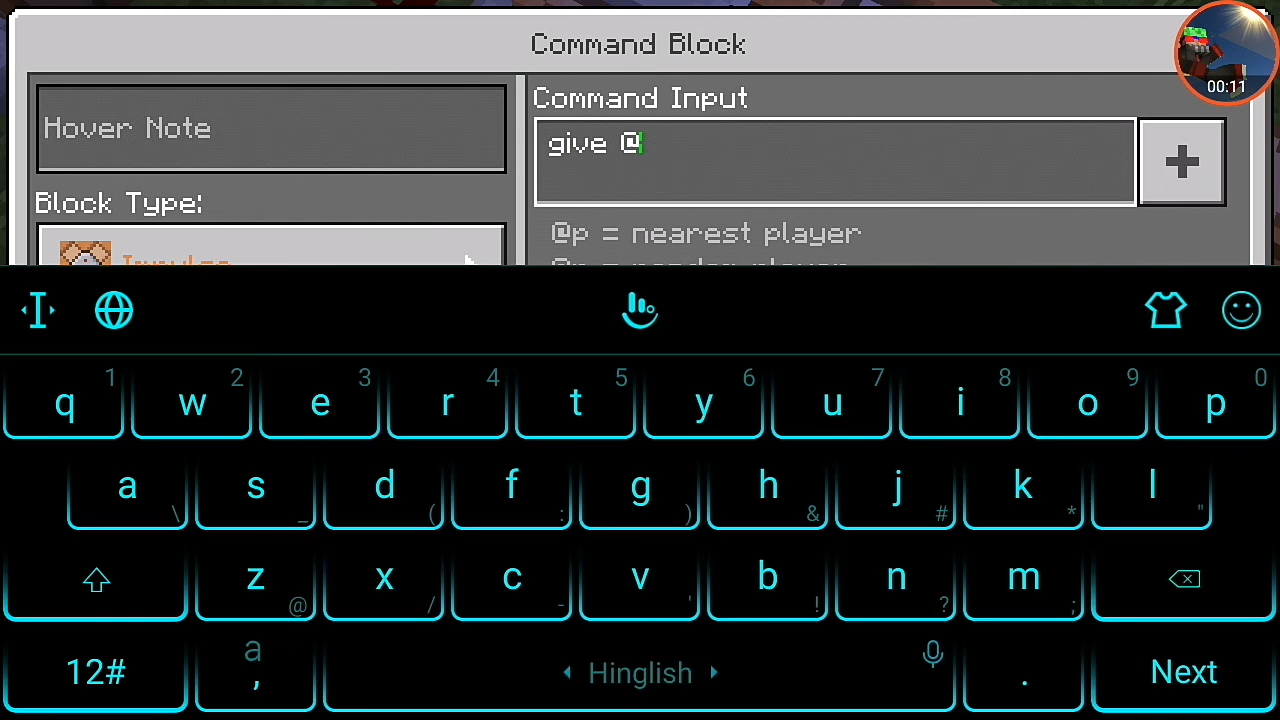 Command Block
00:11
Hover Note
Command Input
give @
Block Type:
@p = nearest player
1 2 3 4 5 6 7 8 9 0
q w e r t y u i o p
a s d f g h j k l
\ _ ( : ) & # * "
z x c v b n m
@ / - ' ! ? ;
12# a , Hinglish . Next